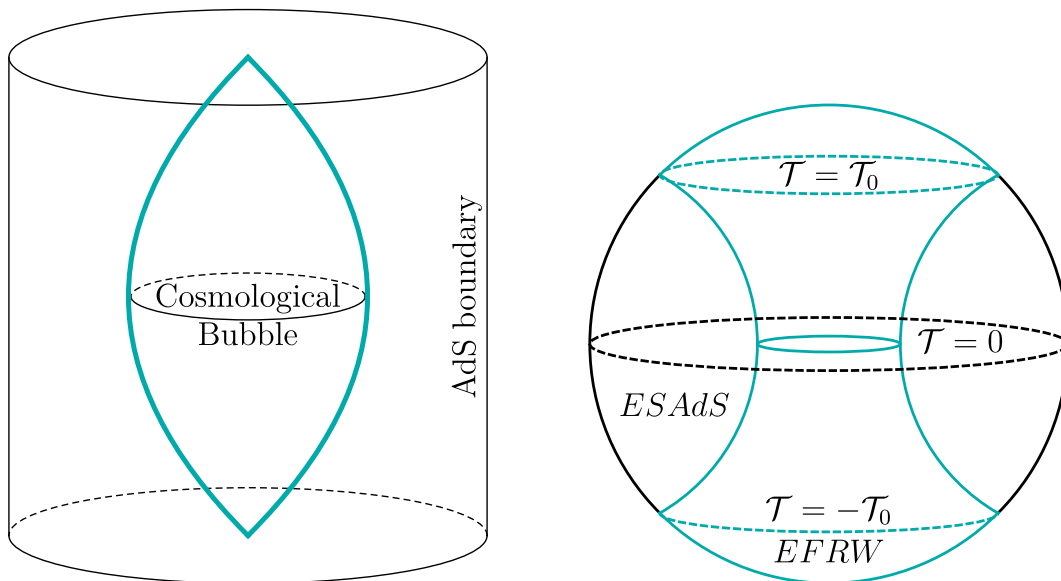 Cosmological
Bubble
AdS boundary
𝒯 = 𝒯₀
𝒯 = 0
ESAdS
𝒯 = −𝒯₀
EFRW